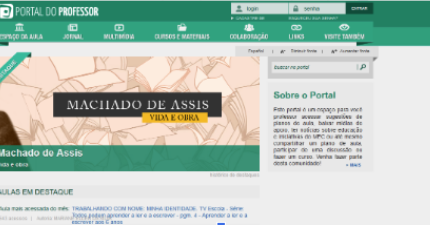 PORTAL DO PROFESSOR
login
senha
ENTRAR
ESPAÇO DA AULA
JORNAL
MULTIMÍDIA
CURSOS E MATERIAIS
COLABORAÇÃO
LINKS
VISITE TAMBÉM
Español | A- Diminuir fonte | A+ Aumentar fonte
buscar no portal
MACHADO DE ASSIS
VIDA E OBRA
Machado de Assis
vida e obra
Sobre o Portal
Este portal é um espaço para você
professor acessar sugestões de
planos de aula, baixar mídias de
apoio, ter notícias sobre educação
e iniciativas do MEC ou até mesmo
compartilhar um plano de aula,
participar de uma discussão ou
fazer um curso. Venha fazer parte
desta comunidade!
+ MAIS
Histórico de destaques
AULAS EM DESTAQUE
Aula mais acessada do mês: TRABALHANDO COM NOME: MINHA IDENTIDADE. TV Escola - Série
Todos podem aprender a ler e a escrever - pgm. 4 - Aprender a ler e a
escrever aos 6 anos